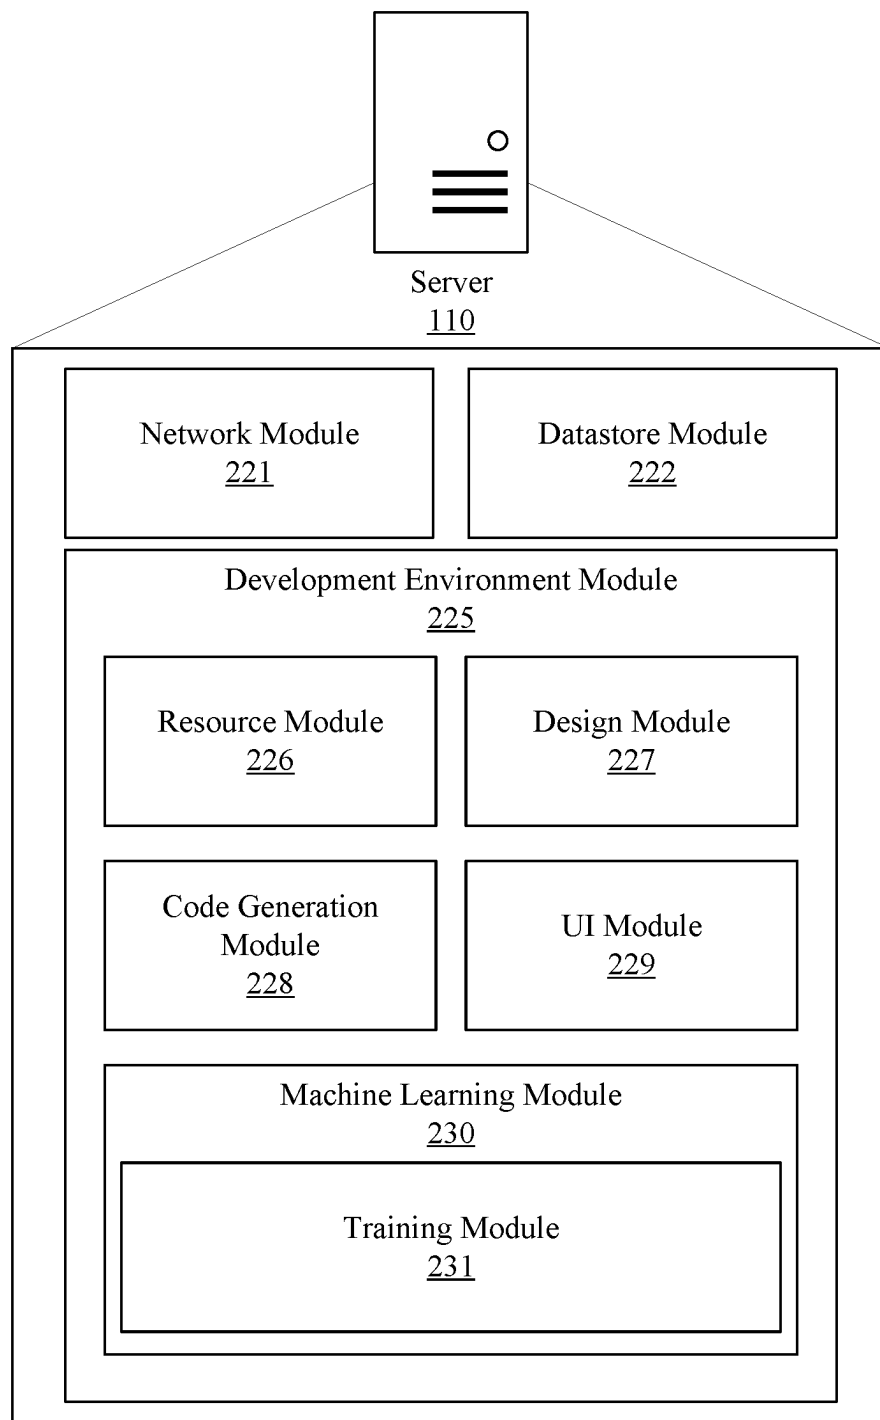 Server
110
Network Module
221
Datastore Module
222
Development Environment Module
225
Resource Module
226
Design Module
227
Code Generation
Module
228
UI Module
229
Machine Learning Module
230
Training Module
231